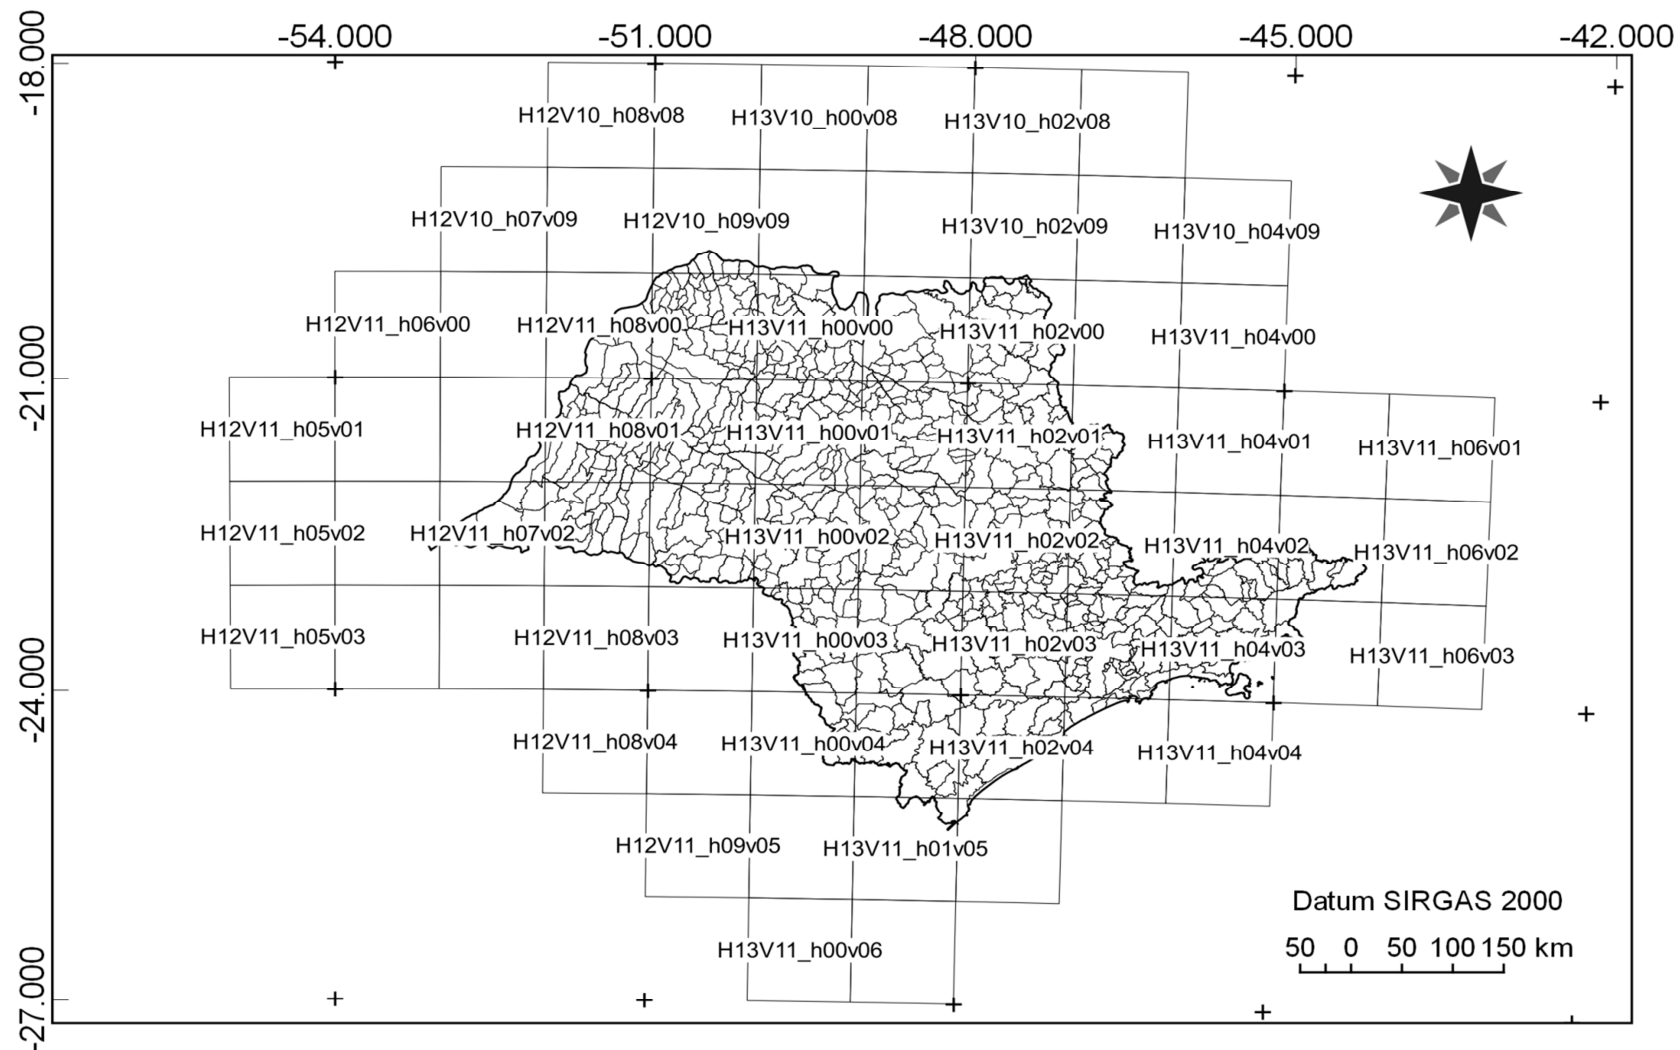 -54.000 -51.000 -48.000 -45.000 -42.000
-18.000
H12V10_h08v08 H13V10_h00v08 H13V10_h02v08
H12V10_h07v09 H12V10_h09v09 H13V10_h02v09 H13V10_h04v09
H12V11_h06v00 H12V11_h08v00 H13V11_h00v00 H13V11_h02v00 H13V11_h04v00
-21.000
H12V11_h05v01 H12V11_h08v01 H13V11_h00v01 H13V11_h02v01 H13V11_h04v01 H13V11_h06v01
H12V11_h05v02 H12V11_h07v02 H13V11_h00v02 H13V11_h02v02 H13V11_h04v02 H13V11_h06v02
H12V11_h05v03 H12V11_h08v03 H13V11_h00v03 H13V11_h02v03 H13V11_h04v03 H13V11_h06v03
-24.000
H12V11_h08v04 H13V11_h00v04 H13V11_h02v04 H13V11_h04v04
H12V11_h09v05 H13V11_h01v05
H13V11_h00v06
-27.000
Datum SIRGAS 2000
50 0 50 100 150 km